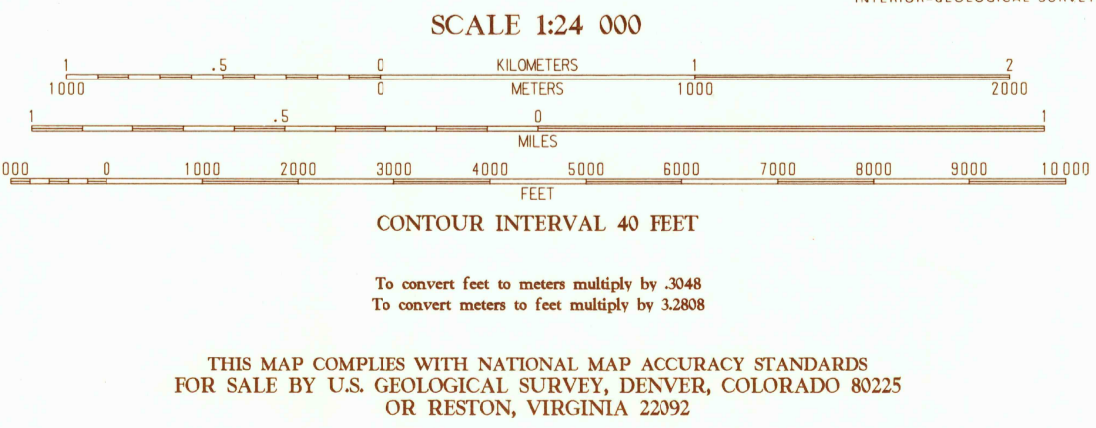 INTERIOR-GEOLOGICAL SURVEY
SCALE 1:24 000
1 .5 0 KILOMETERS 1 2
1000 0 METERS 1000 2000
1 .5 0 1
MILES
000 0 1000 2000 3000 4000 5000 6000 7000 8000 9000 10 000
FEET
CONTOUR INTERVAL 40 FEET
To convert feet to meters multiply by .3048
To convert meters to feet multiply by 3.2808
THIS MAP COMPLIES WITH NATIONAL MAP ACCURACY STANDARDS
FOR SALE BY U.S. GEOLOGICAL SURVEY, DENVER, COLORADO 80225
OR RESTON, VIRGINIA 22092